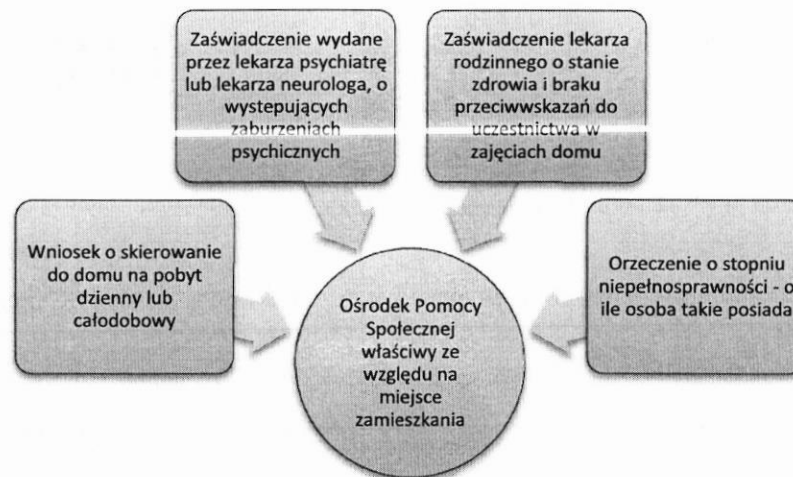 Zaświadczenie wydane
przez lekarza psychiatrę
lub lekarza neurologa, o
wystepujących
zaburzeniach
psychicznych
Zaświadczenie lekarza
rodzinnego o stanie
zdrowia i braku
przeciwwskazań do
uczestnictwa w
zajęciach domu
Wniosek o skierowanie
do domu na pobyt
dzienny lub
całodobowy
Ośrodek Pomocy
Społecznej
właściwy ze
względu na
miejsce
zamieszkania
Orzeczenie o stopniu
niepełnosprawności - o
ile osoba takie posiada